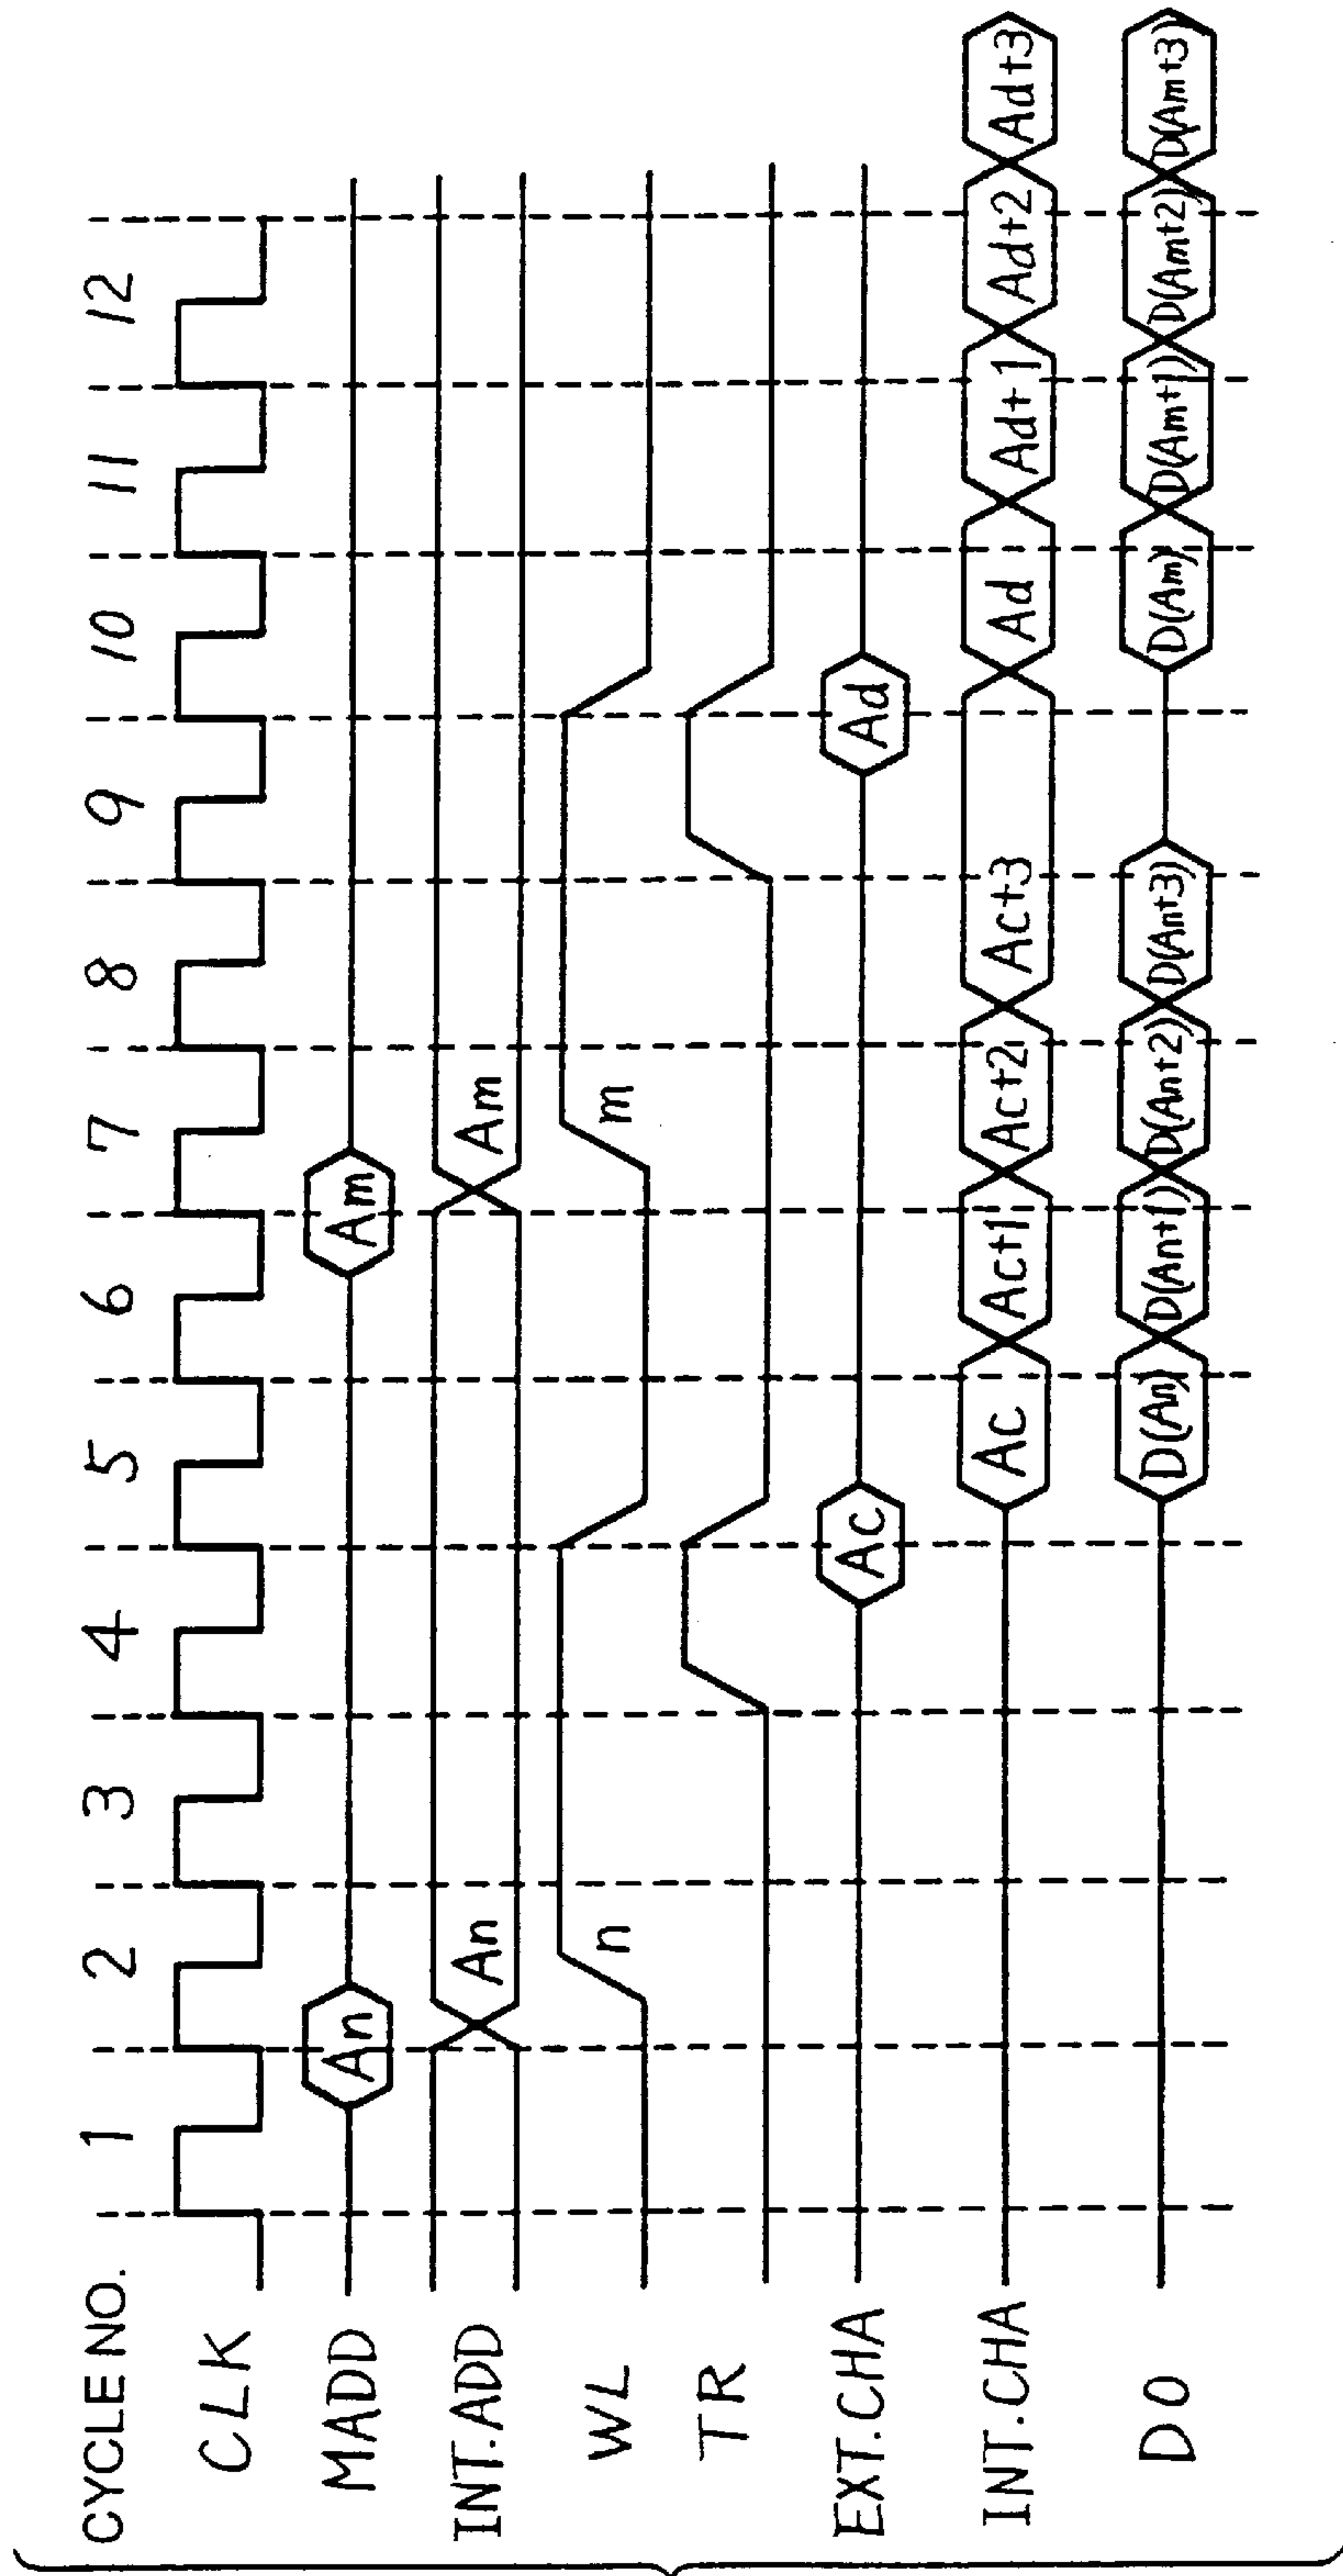 CYCLE NO. 1 2 3 4 5 6 7 8 9 10 11 12
CLK
MADD An Am
INT.ADD An Am
WL n m
TR
EXT.CHA Ac Ad
INT.CHA Ac Ac+1 Ac+2 Ac+3 Ad Ad+1 Ad+2 Ad+3
DO D(An) D(An+1) D(An+2) D(An+3) D(Am) D(Am+1) D(Am+2) D(Am+3)